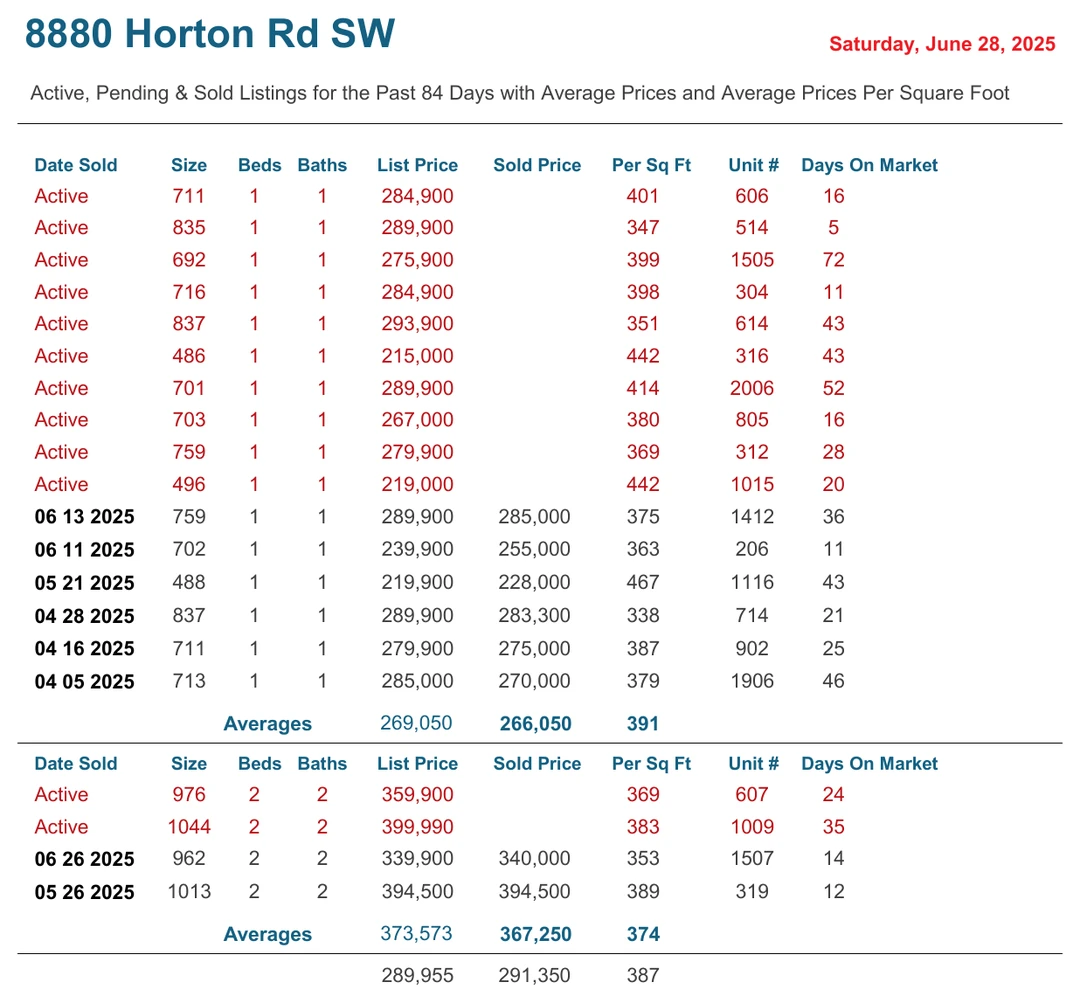 8880 Horton Rd SW
Saturday, June 28, 2025
Active, Pending & Sold Listings for the Past 84 Days with Average Prices and Average Prices Per Square Foot
Date Sold Size Beds Baths List Price Sold Price Per Sq Ft Unit # Days On Market
Active 711 1 1 284,900 401 606 16
Active 835 1 1 289,900 347 514 5
Active 692 1 1 275,900 399 1505 72
Active 716 1 1 284,900 398 304 11
Active 837 1 1 293,900 351 614 43
Active 486 1 1 215,000 442 316 43
Active 701 1 1 289,900 414 2006 52
Active 703 1 1 267,000 380 805 16
Active 759 1 1 279,900 369 312 28
Active 496 1 1 219,000 442 1015 20
06 13 2025 759 1 1 289,900 285,000 375 1412 36
06 11 2025 702 1 1 239,900 255,000 363 206 11
05 21 2025 488 1 1 219,900 228,000 467 1116 43
04 28 2025 837 1 1 289,900 283,300 338 714 21
04 16 2025 711 1 1 279,900 275,000 387 902 25
04 05 2025 713 1 1 285,000 270,000 379 1906 46
Averages 269,050 266,050 391
Date Sold Size Beds Baths List Price Sold Price Per Sq Ft Unit # Days On Market
Active 976 2 2 359,900 369 607 24
Active 1044 2 2 399,990 383 1009 35
06 26 2025 962 2 2 339,900 340,000 353 1507 14
05 26 2025 1013 2 2 394,500 394,500 389 319 12
Averages 373,573 367,250 374
289,955 291,350 387